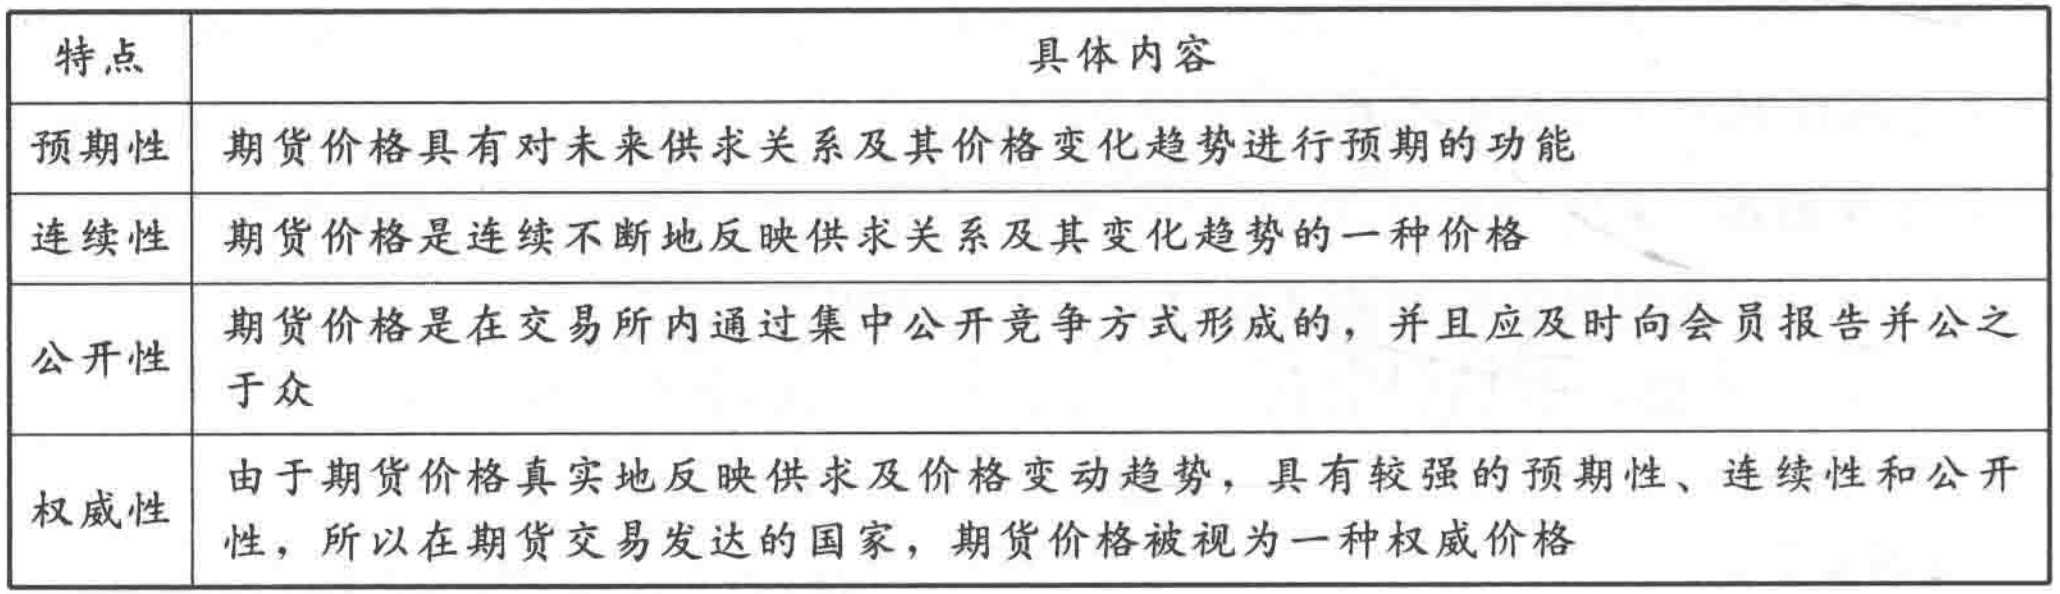 特点 具体内容
预期性 期货价格具有对未来供求关系及其价格变化趋势进行预期的功能
连续性 期货价格是连续不断地反映供求关系及其变化趋势的一种价格
公开性
期货价格是在交易所内通过集中公开竞争方式形成的，并且应及时向会员报告并公之
于众
权威性
由于期货价格真实地反映供求及价格变动趋势，具有较强的预期性、连续性和公开
性，所以在期货交易发达的国家，期货价格被视为一种权威价格